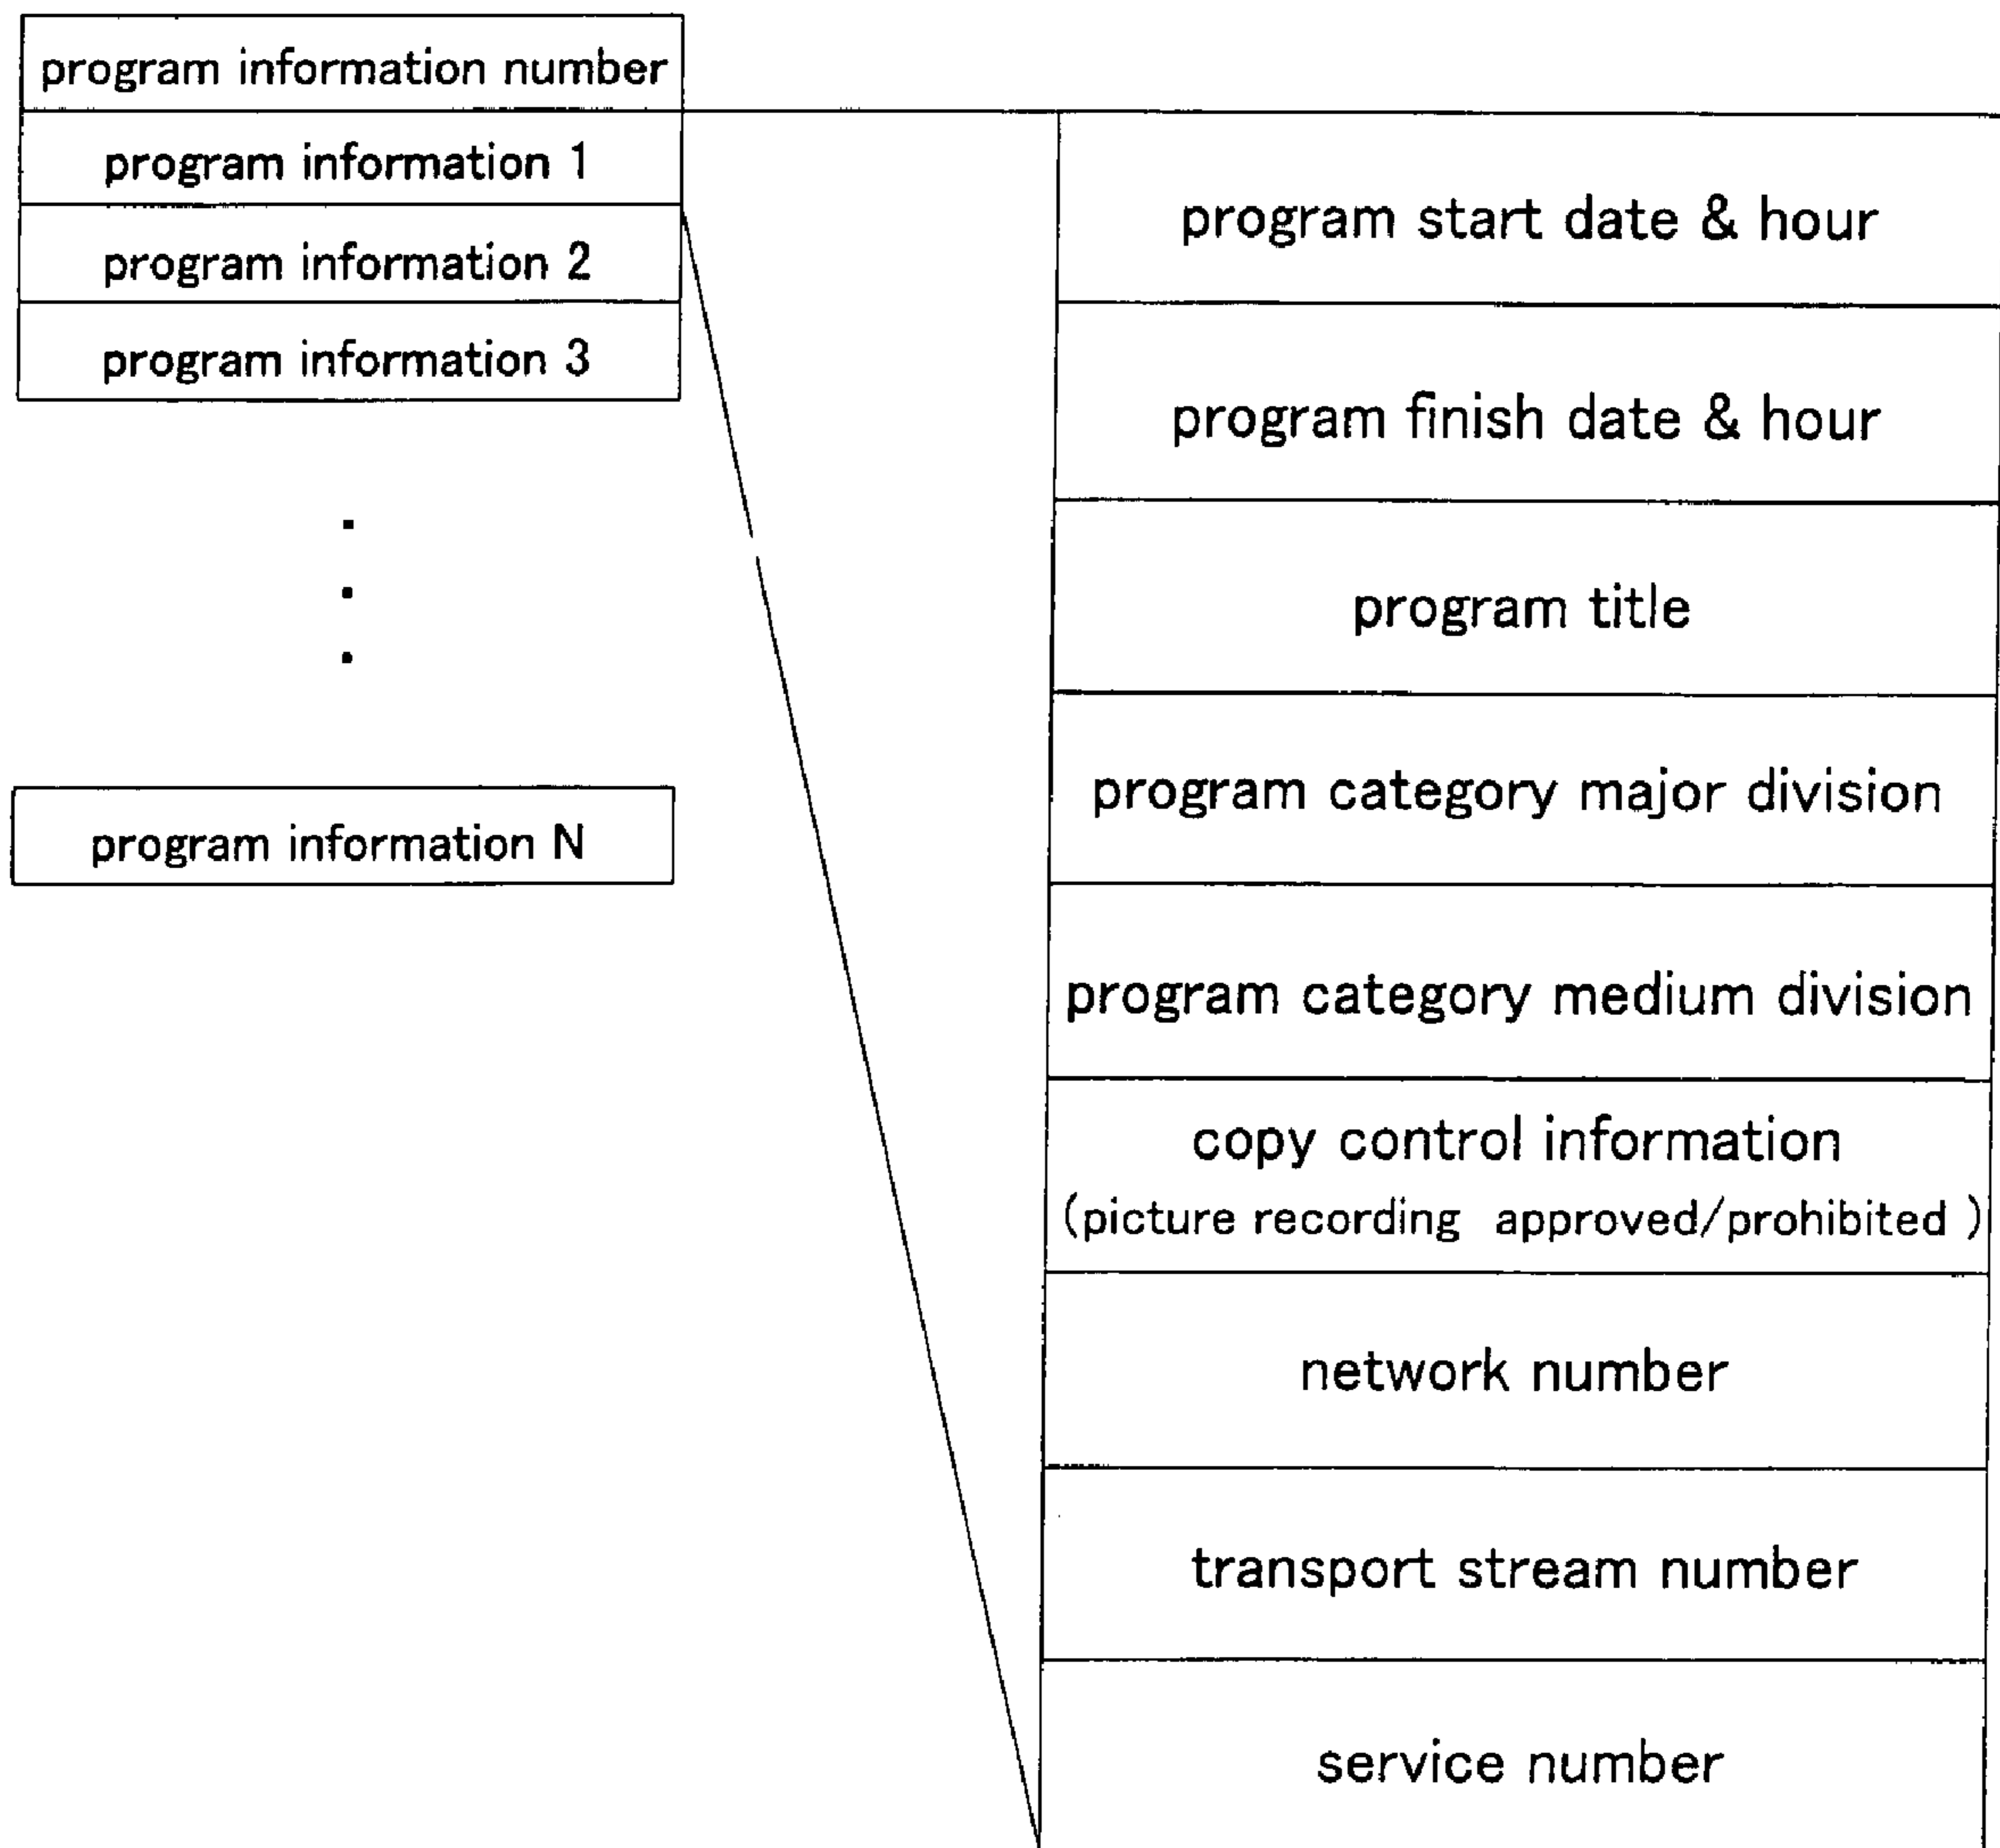 program information number
program information 1
program information 2
program information 3
program information N
program start date & hour
program finish date & hour
program title
program category major division
program category medium division
copy control information
(picture recording approved/prohibited )
network number
transport stream number
service number